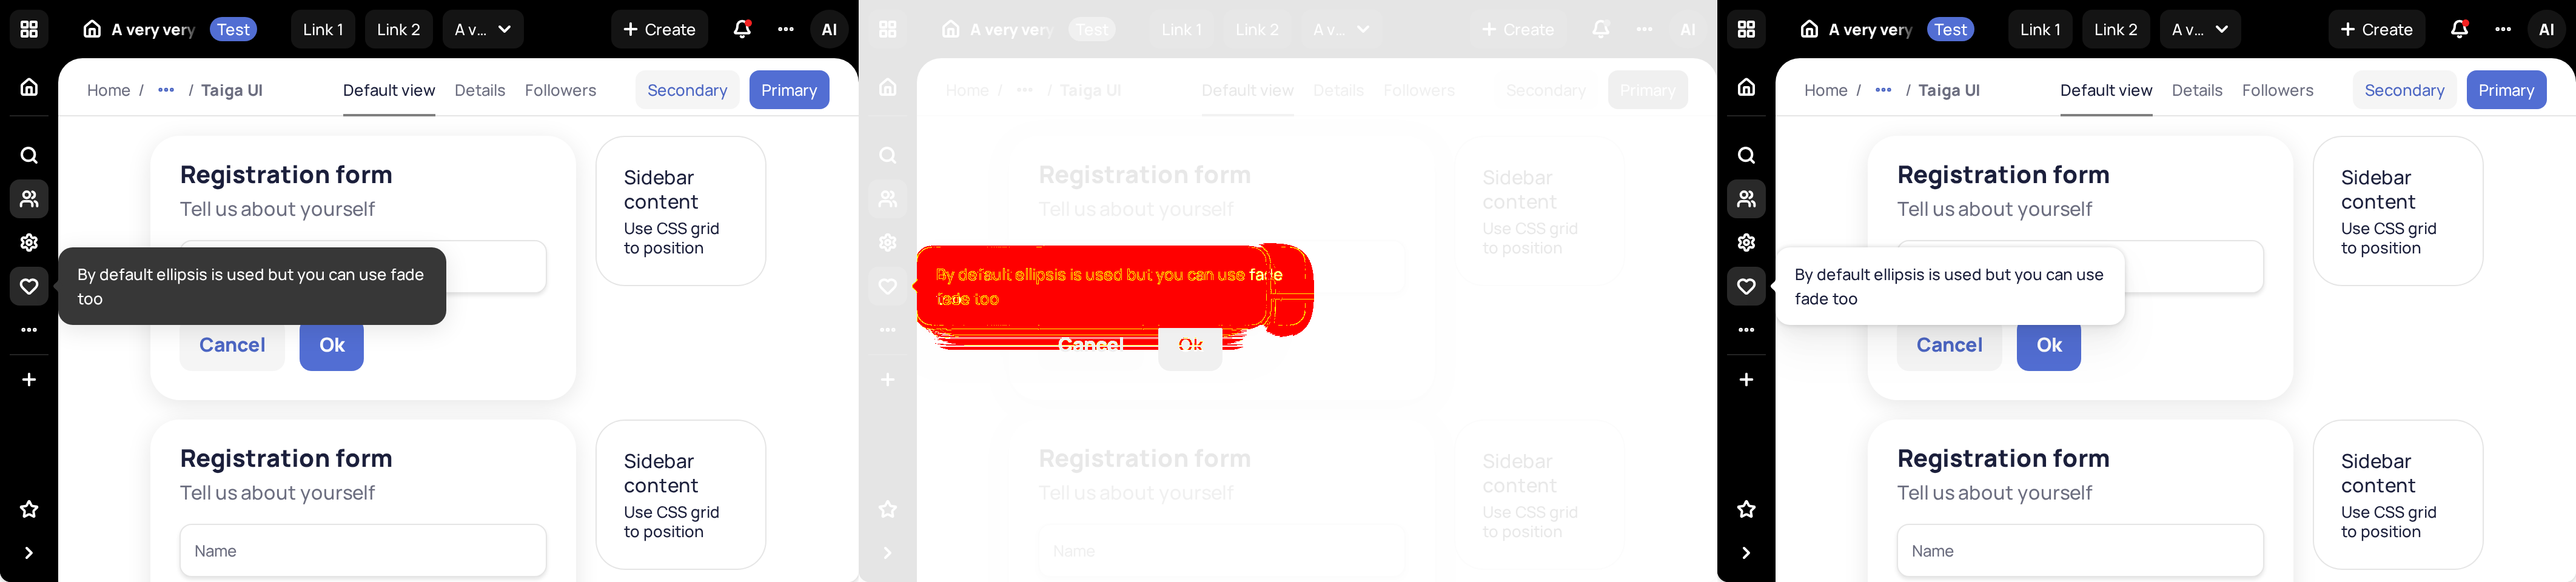 A very very Test Link 1 Link 2 A v... Create AI
Home / ... / Taiga UI Default view Details Followers Secondary Primary
Registration form
Tell us about yourself
By default ellipsis is used but you can use fade
too
Cancel Ok
Sidebar
content
Use CSS grid
to position
Registration form
Tell us about yourself
Name
Sidebar
content
Use CSS grid
to position
A very very Test Link 1 Link 2 A v... Create AI
Home / ... / Taiga UI Default view Details Followers Secondary Primary
Registration form
Tell us about yourself
By default ellipsis is used but you can use fade
fade too
Cancel Ok
Sidebar
content
Use CSS grid
to position
Registration form
Tell us about yourself
Name
Sidebar
content
Use CSS grid
to position
A very very Test Link 1 Link 2 A v... Create AI
Home / ... / Taiga UI Default view Details Followers Secondary Primary
Registration form
Tell us about yourself
By default ellipsis is used but you can use
fade too
Cancel Ok
Sidebar
content
Use CSS grid
to position
Registration form
Tell us about yourself
Name
Sidebar
content
Use CSS grid
to position